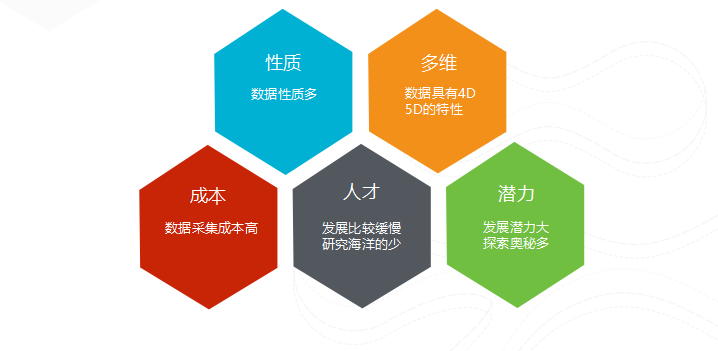 性质
数据性质多
多维
数据具有4D
5D的特性
成本
数据采集成本高
人才
发展比较缓慢
研究海洋的少
潜力
发展潜力大
探索奥秘多